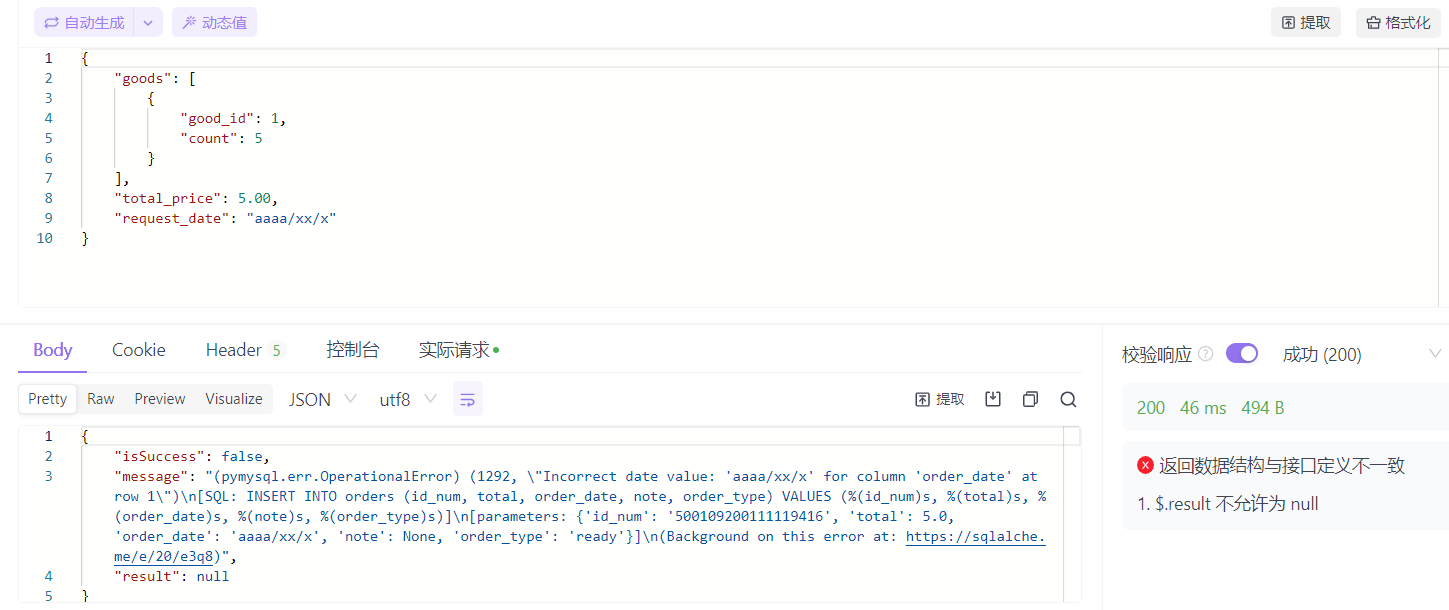 自动生成 动态值 提取 格式化
1 {
2 "goods": [
3 {
4 "good_id": 1,
5 "count": 5
6 }
7 ],
8 "total_price": 5.00,
9 "request_date": "aaaa/xx/x"
10 }
Body Cookie Header 5 控制台 实际请求
Pretty Raw Preview Visualize JSON utf8 提取
1 {
2 "isSuccess": false,
3 "message": "(pymysql.err.OperationalError) (1292, \"Incorrect date value: 'aaaa/xx/x' for column 'order_date' at
row 1\")\n[SQL: INSERT INTO orders (id_num, total, order_date, note, order_type) VALUES (%(id_num)s, %(total)s, %
(order_date)s, %(note)s, %(order_type)s)]\n[parameters: {'id_num': '500109200111119416', 'total': 5.0,
'order_date': 'aaaa/xx/x', 'note': None, 'order_type': 'ready'}]\n(Background on this error at: https://sqlalche.
me/e/20/e3q8)",
4 "result": null
5 }
校验响应 ? 成功 (200)
200 46 ms 494 B
返回数据结构与接口定义不一致
1. $.result 不允许为 null